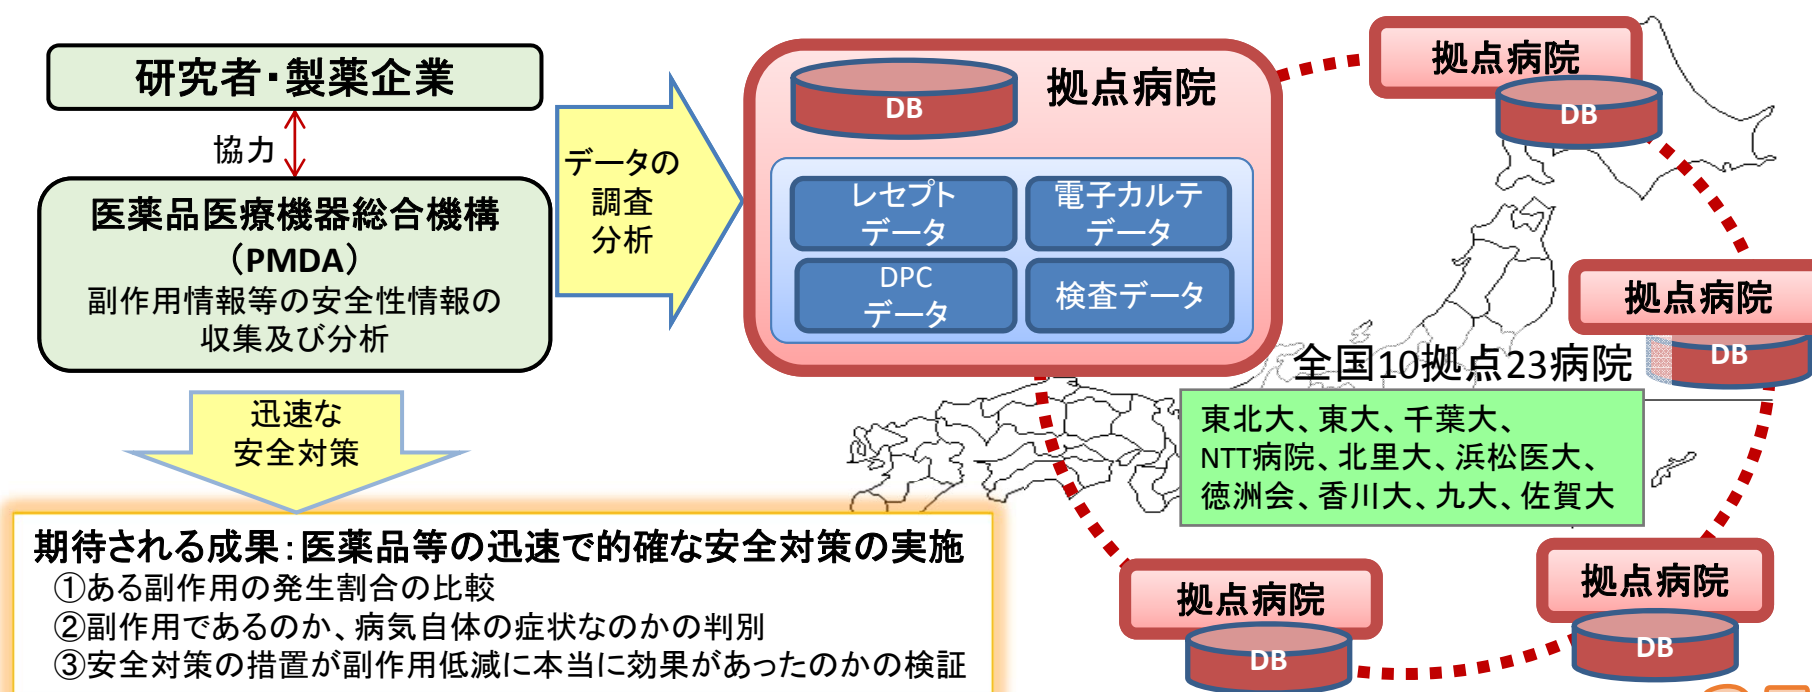 研究者・製薬企業
協力
医薬品医療機器総合機構
(PMDA)
副作用情報等の安全性情報の
収集及び分析
データの
調査
分析
迅速な
安全対策
期待される成果:医薬品等の迅速で的確な安全対策の実施
①ある副作用の発生割合の比較
②副作用であるのか、病気自体の症状なのかの判別
③安全対策の措置が副作用低減に本当に効果があったのかの検証
DB
拠点病院
レセプト
データ
電子カルテ
データ
DPC
データ
検査データ
拠点病院
DB
拠点病院
DB
全国10拠点23病院
東北大、東大、千葉大、
NTT病院、北里大、浜松医大、
徳洲会、香川大、九大、佐賀大
拠点病院
DB
拠点病院
DB